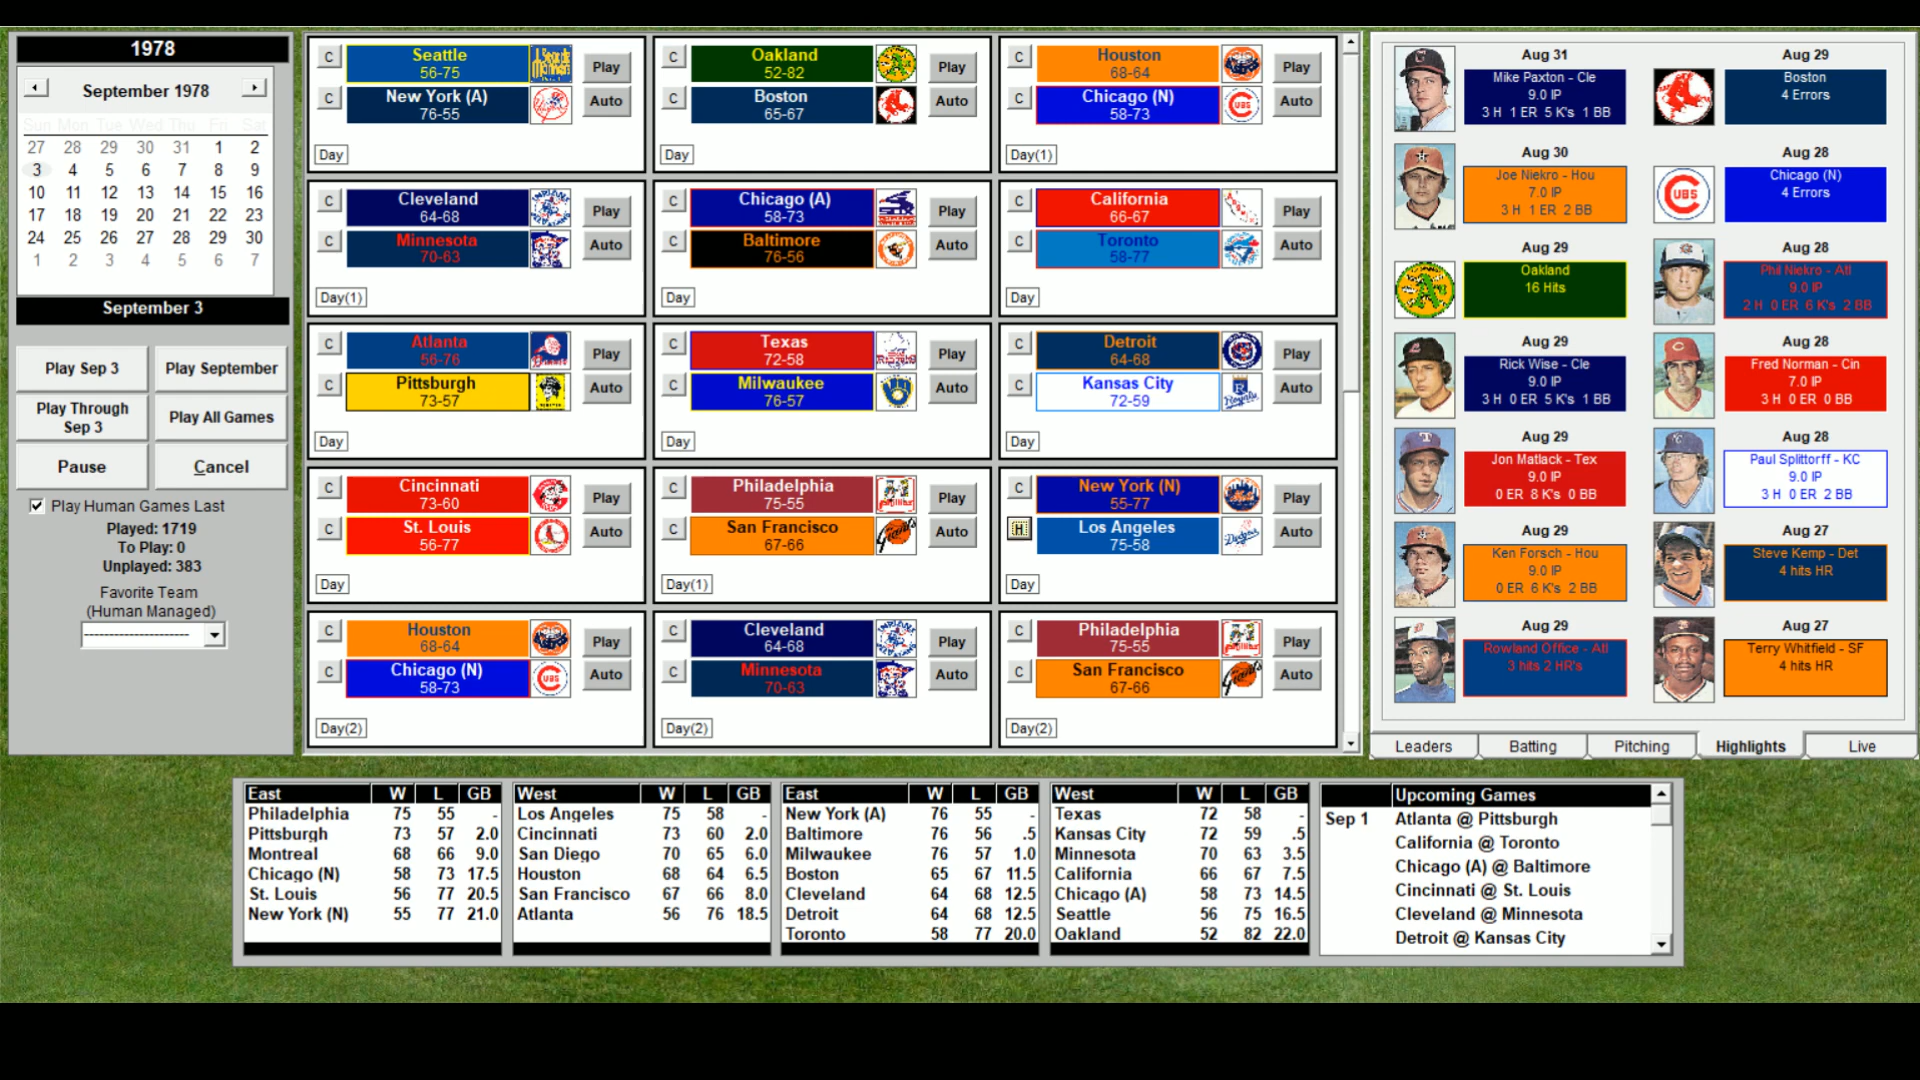 1978
September 1978
Sun Mon Tue Wed Thu Fri Sat
27 28 29 30 31 1 2
3 4 5 6 7 8 9
10 11 12 13 14 15 16
17 18 19 20 21 22 23
24 25 26 27 28 29 30
1 2 3 4 5 6 7
September 3
Play Sep 3
Play September
Play Through
Sep 3
Play All Games
Pause
Cancel
Play Human Games Last
Played: 1719
To Play: 0
Unplayed: 383
Favorite Team
(Human Managed)
--------------------
C Seattle Play
56-75
C New York (A) Auto
76-55
Day
C Oakland Play
52-82
C Boston Auto
65-67
Day
C Houston Play
68-64
C Chicago (N) CUBS Auto
58-73
Day(1)
C Cleveland Play
64-68
C Minnesota Auto
70-63
Day(1)
C Chicago (A) Play
58-73
C Baltimore Auto
76-56
Day
C California Play
66-67
C Toronto Auto
58-77
Day
C Atlanta Play
56-76
C Pittsburgh Auto
73-57
Day
C Texas Play
72-58
C Milwaukee Auto
76-57
Day
C Detroit Play
64-68
C Kansas City Royals Auto
72-59
Day
C Cincinnati Play
73-60
C St. Louis Auto
56-77
Day
C Philadelphia Play
75-55
C San Francisco Giants Auto
67-66
Day(1)
C New York (N) Play
55-77
H Los Angeles Dodgers Auto
75-58
Day
C Houston Play
68-64
C Chicago (N) CUBS Auto
58-73
Day(2)
C Cleveland Play
64-68
C Minnesota Auto
70-63
Day(2)
C Philadelphia Play
75-55
C San Francisco Giants Auto
67-66
Day(2)
Aug 31
Mike Paxton - Cle
9.0 IP
3 H 1 ER 5 K's 1 BB
Aug 29
Boston
4 Errors
Aug 30
Joe Niekro - Hou
7.0 IP
3 H 1 ER 2 BB
Aug 28
CUBS
Chicago (N)
4 Errors
Aug 29
Oakland
16 Hits
Aug 28
Phil Niekro - Atl
9.0 IP
2 H 0 ER 6 K's 2 BB
Aug 29
Rick Wise - Cle
9.0 IP
3 H 0 ER 5 K's 1 BB
Aug 28
Fred Norman - Cin
7.0 IP
3 H 0 ER 0 BB
Aug 29
Jon Matlack - Tex
9.0 IP
0 ER 8 K's 0 BB
Aug 28
Paul Splittorff - KC
9.0 IP
3 H 0 ER 2 BB
Aug 29
Ken Forsch - Hou
9.0 IP
0 ER 6 K's 2 BB
Aug 27
Steve Kemp - Det
4 hits HR
Aug 29
Rowland Office - Atl
3 hits 2 HR's
Aug 27
Terry Whitfield - SF
4 hits HR
Leaders Batting Pitching Highlights Live
East W L GB
Philadelphia 75 55 -
Pittsburgh 73 57 2.0
Montreal 68 66 9.0
Chicago (N) 58 73 17.5
St. Louis 56 77 20.5
New York (N) 55 77 21.0
West W L GB
Los Angeles 75 58 -
Cincinnati 73 60 2.0
San Diego 70 65 6.0
Houston 68 64 6.5
San Francisco 67 66 8.0
Atlanta 56 76 18.5
East W L GB
New York (A) 76 55 -
Baltimore 76 56 .5
Milwaukee 76 57 1.0
Boston 65 67 11.5
Cleveland 64 68 12.5
Detroit 64 68 12.5
Toronto 58 77 20.0
West W L GB
Texas 72 58 -
Kansas City 72 59 .5
Minnesota 70 63 3.5
California 66 67 7.5
Chicago (A) 58 73 14.5
Seattle 56 75 16.5
Oakland 52 82 22.0
Upcoming Games
Sep 1 Atlanta @ Pittsburgh
California @ Toronto
Chicago (A) @ Baltimore
Cincinnati @ St. Louis
Cleveland @ Minnesota
Detroit @ Kansas City